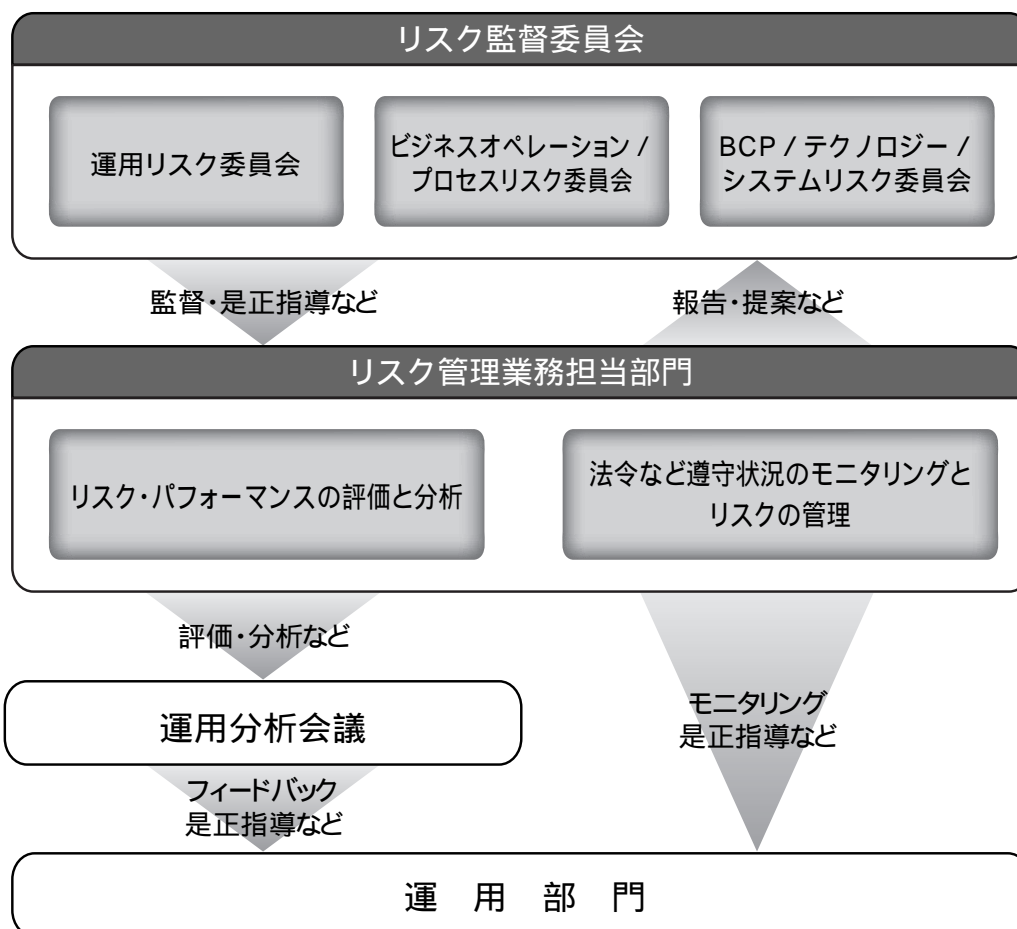 リスク監督委員会
運用リスク委員会
ビジネスオペレーション /
プロセスリスク委員会
BCP / テクノロジー /
システムリスク委員会
監督・是正指導など
報告・提案など
リスク管理業務担当部門
リスク・パフォーマンスの評価と分析
法令など遵守状況のモニタリングと
リスクの管理
評価・分析など
運用分析会議
モニタリング
是正指導など
フィードバック
是正指導など
運 用 部 門